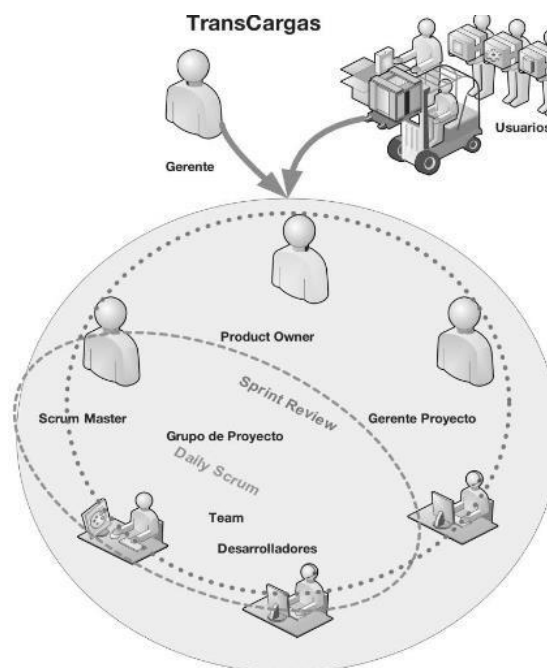 TransCargas
Usuarios
Gerente
Product Owner
Sprint Review
Scrum Master
Gerente Proyecto
Grupo de Proyecto
Daily Scrum
Team
Desarrolladores